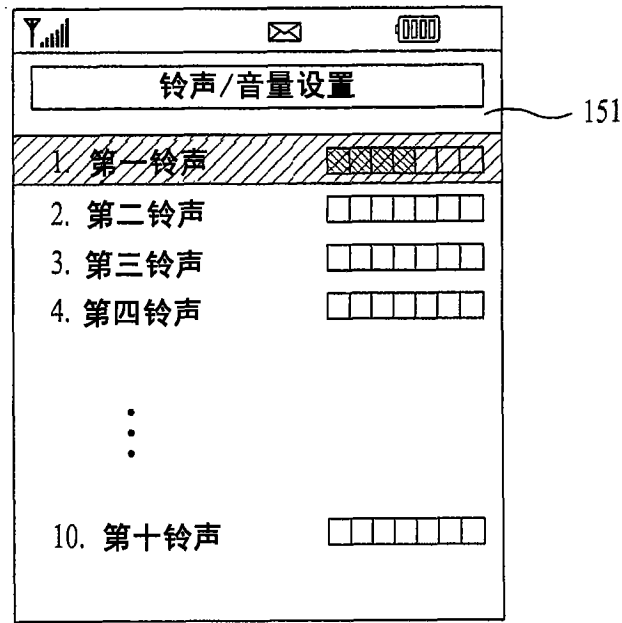 铃声/音量设置
151
1. 第一铃声
2. 第二铃声
3. 第三铃声
4. 第四铃声
10. 第十铃声